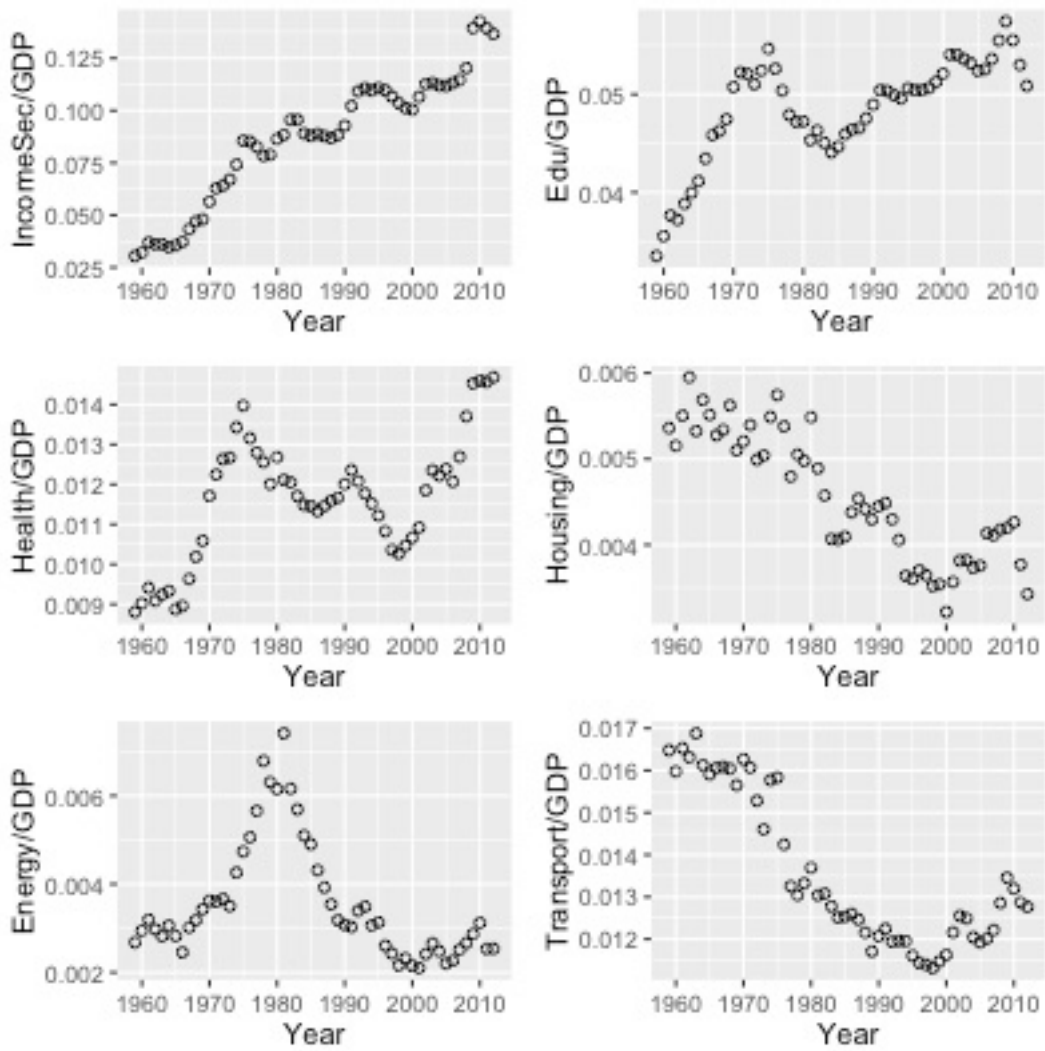 IncomeSec/GDP
0.125
0.100
0.075
0.050
0.025
1960 1970 1980 1990 2000 2010
Year
Edu/GDP
0.05
0.04
1960 1970 1980 1990 2000 2010
Year
Health/GDP
0.014
0.013
0.012
0.011
0.010
0.009
1960 1970 1980 1990 2000 2010
Year
Housing/GDP
0.006
0.005
0.004
1960 1970 1980 1990 2000 2010
Year
Energy/GDP
0.006
0.004
0.002
1960 1970 1980 1990 2000 2010
Year
Transport/GDP
0.017
0.016
0.015
0.014
0.013
0.012
1960 1970 1980 1990 2000 2010
Year